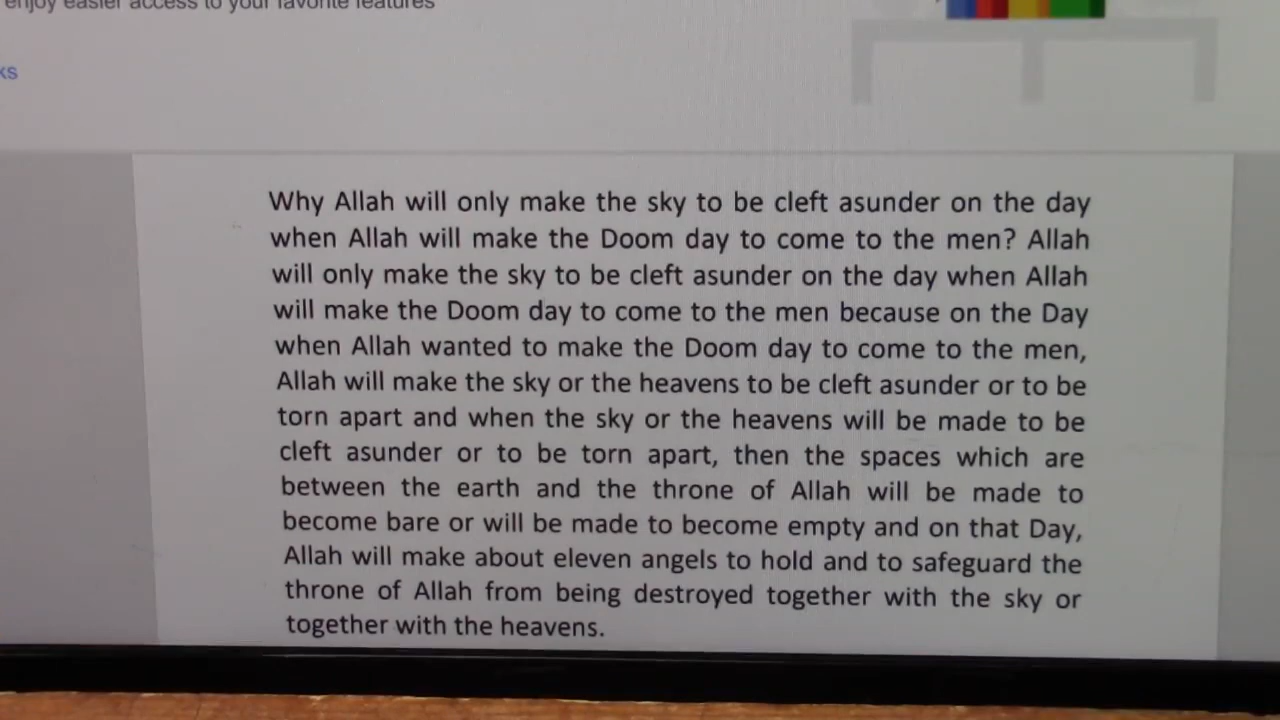 enjoy easier access to your favorite features
ks
Why Allah will only make the sky to be cleft asunder on the day
when Allah will make the Doom day to come to the men? Allah
will only make the sky to be cleft asunder on the day when Allah
will make the Doom day to come to the men because on the Day
when Allah wanted to make the Doom day to come to the men,
Allah will make the sky or the heavens to be cleft asunder or to be
torn apart and when the sky or the heavens will be made to be
cleft asunder or to be torn apart, then the spaces which are
between the earth and the throne of Allah will be made to
become bare or will be made to become empty and on that Day,
Allah will make about eleven angels to hold and to safeguard the
throne of Allah from being destroyed together with the sky or
together with the heavens.